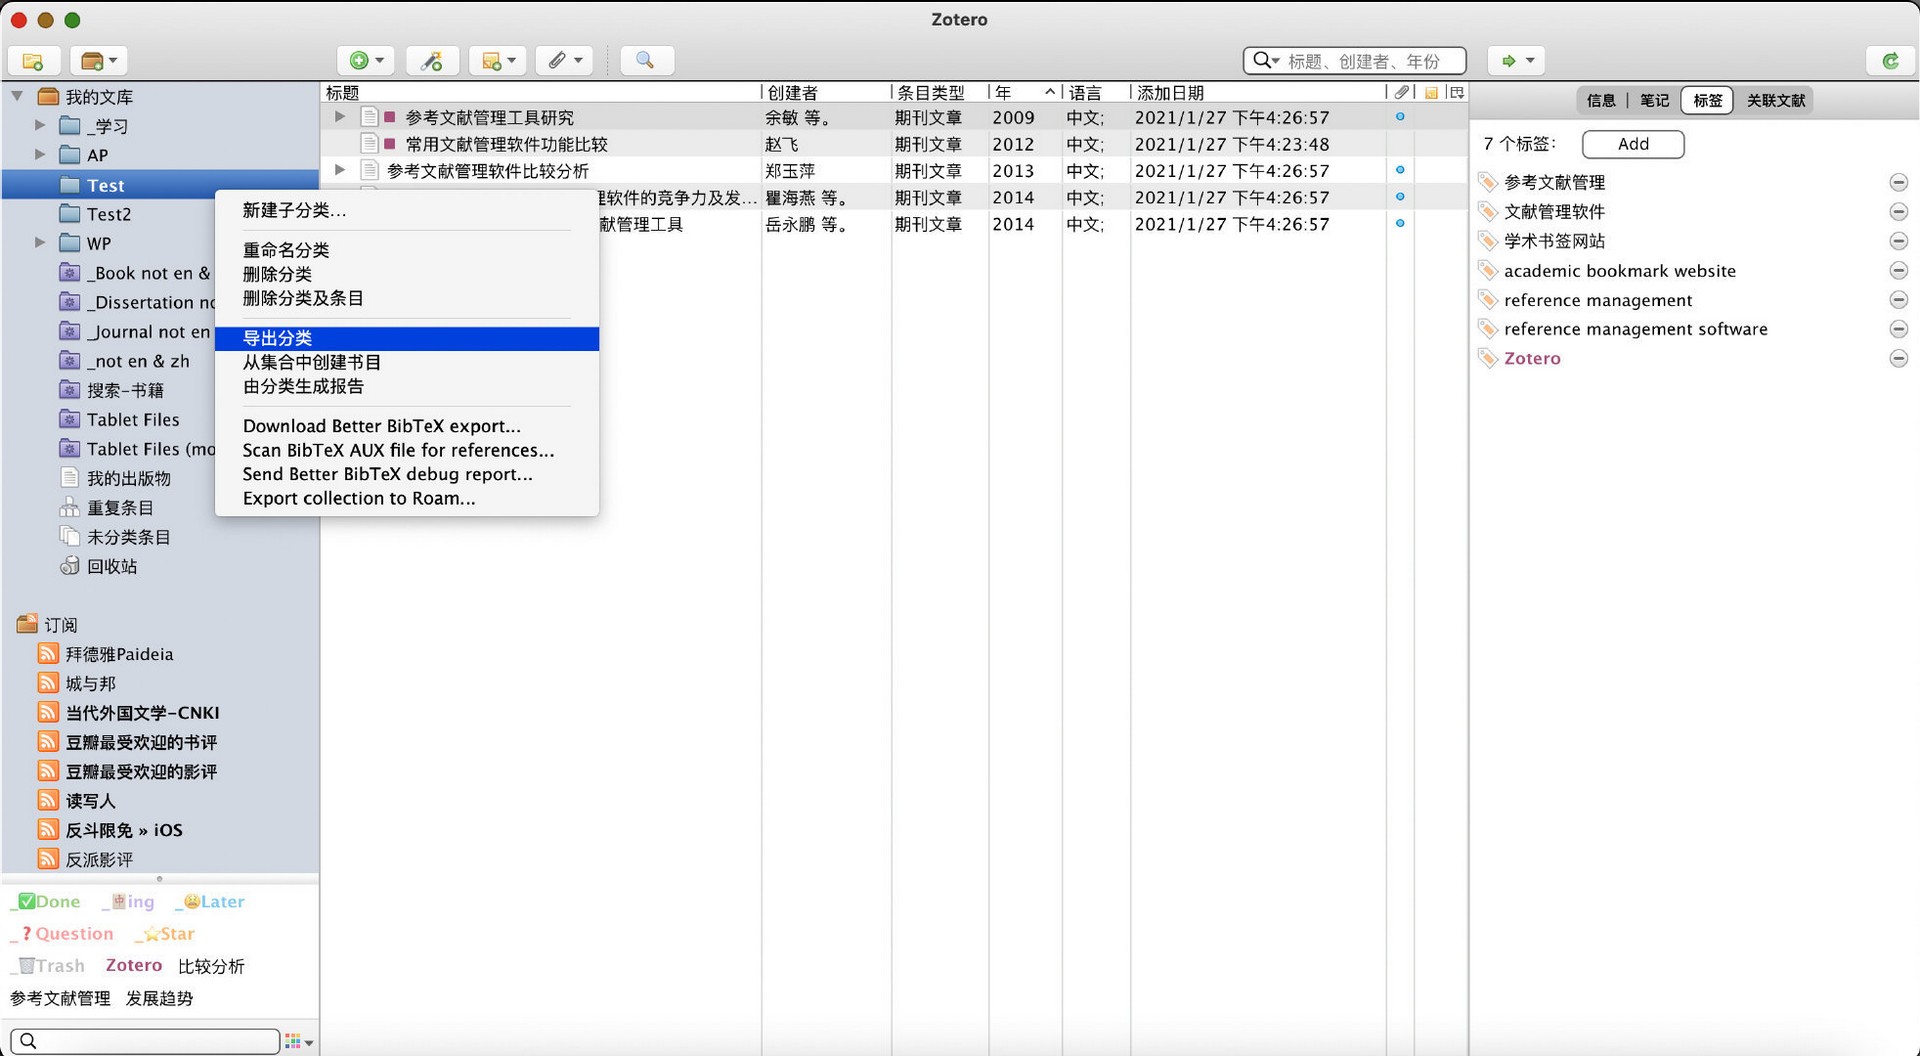 Zotero
标题、创建者、年份
我的文库
_学习
AP
Test
Test2
WP
_Book not en &
_Dissertation no
_Journal not en
_not en & zh
搜索-书籍
Tablet Files
Tablet Files (mo
我的出版物
重复条目
未分类条目
回收站
订阅
拜德雅Paideia
城与邦
当代外国文学-CNKI
豆瓣最受欢迎的书评
豆瓣最受欢迎的影评
读写人
反斗限免 » iOS
反派影评
_✅Done _🀄ing _😫Later
_❓Question _⭐Star
_🗑Trash Zotero 比较分析
参考文献管理 发展趋势
新建子分类...
重命名分类
删除分类
删除分类及条目
导出分类
从集合中创建书目
由分类生成报告
Download Better BibTeX export...
Scan BibTeX AUX file for references...
Send Better BibTeX debug report...
Export collection to Roam...
标题 创建者 条目类型 年 语言 添加日期
参考文献管理工具研究 余敏 等。 期刊文章 2009 中文; 2021/1/27 下午4:26:57
常用文献管理软件功能比较 赵飞 期刊文章 2012 中文; 2021/1/27 下午4:23:48
参考文献管理软件比较分析 郑玉萍 期刊文章 2013 中文; 2021/1/27 下午4:26:57
理软件的竞争力及发... 瞿海燕 等。 期刊文章 2014 中文; 2021/1/27 下午4:26:57
献管理工具 岳永鹏 等。 期刊文章 2014 中文; 2021/1/27 下午4:26:57
信息 笔记 标签 关联文献
7 个标签: Add
参考文献管理
文献管理软件
学术书签网站
academic bookmark website
reference management
reference management software
Zotero